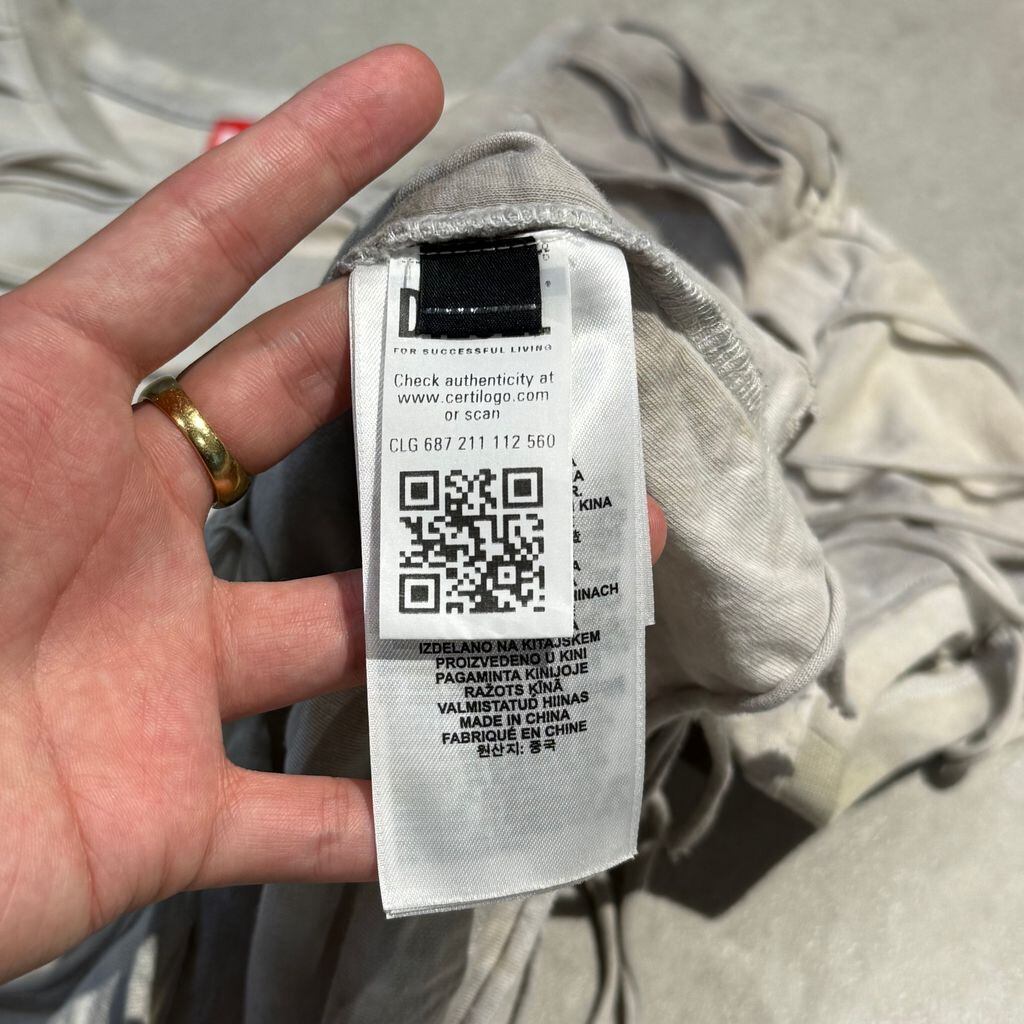 FOR SUCCESSFUL LIVING
Check authenticity at
www.certilogo.com
or scan
CLG 687 211 112 560
KINA
HINACH
IZDELANO NA KITAJSKEM
PROIZVEDENO U KINI
PAGAMINTA KINIJOJE
RAŽOTS ĶĪNĀ
VALMISTATUD HIINAS
MADE IN CHINA
FABRIQUÉ EN CHINE
원산지: 중국